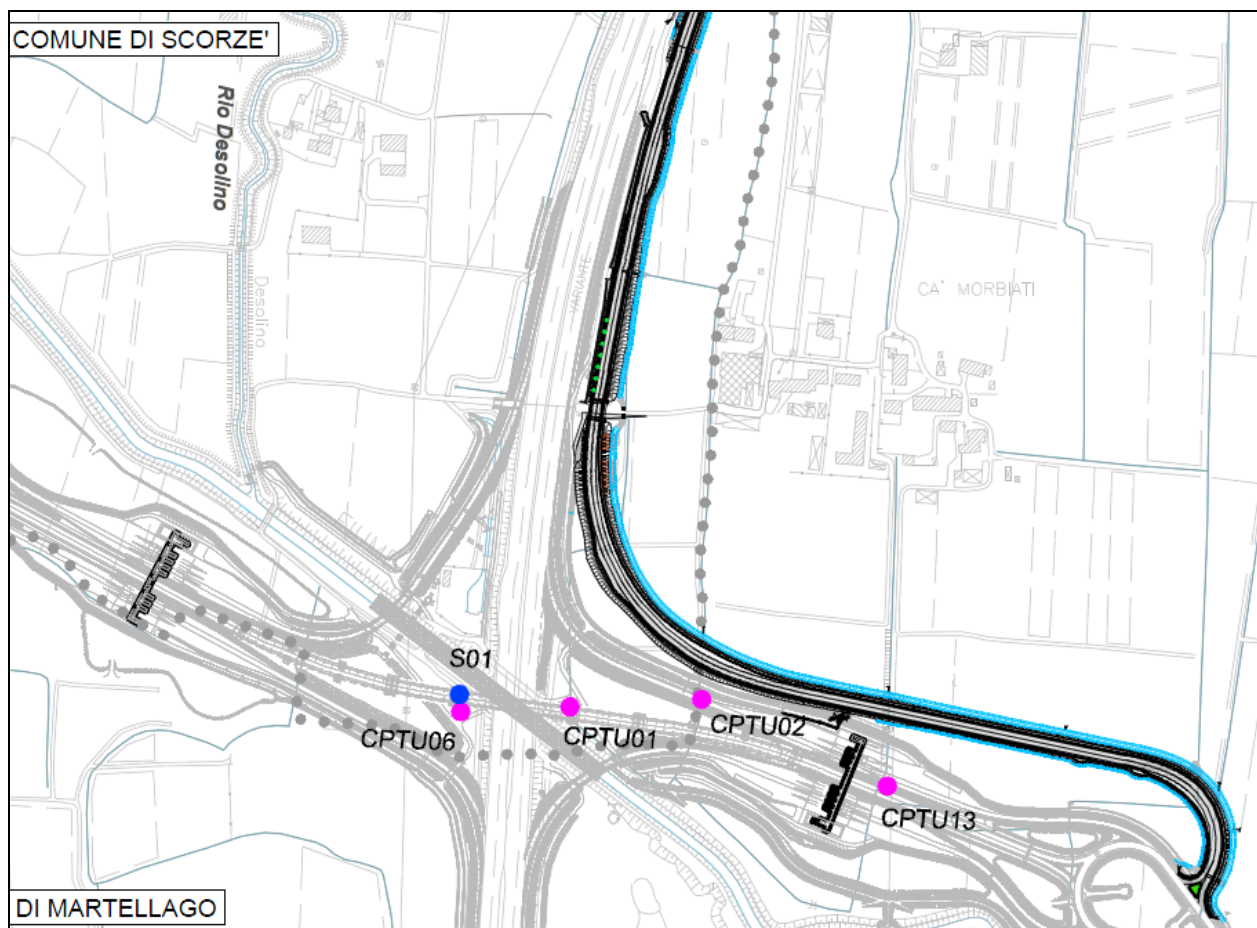 COMUNE DI SCORZE'
Rio Desolino
Desolino
VARIANTE
CA' MORBIATI
S01
CPTU06
CPTU01
CPTU02
CPTU13
DI MARTELLAGO